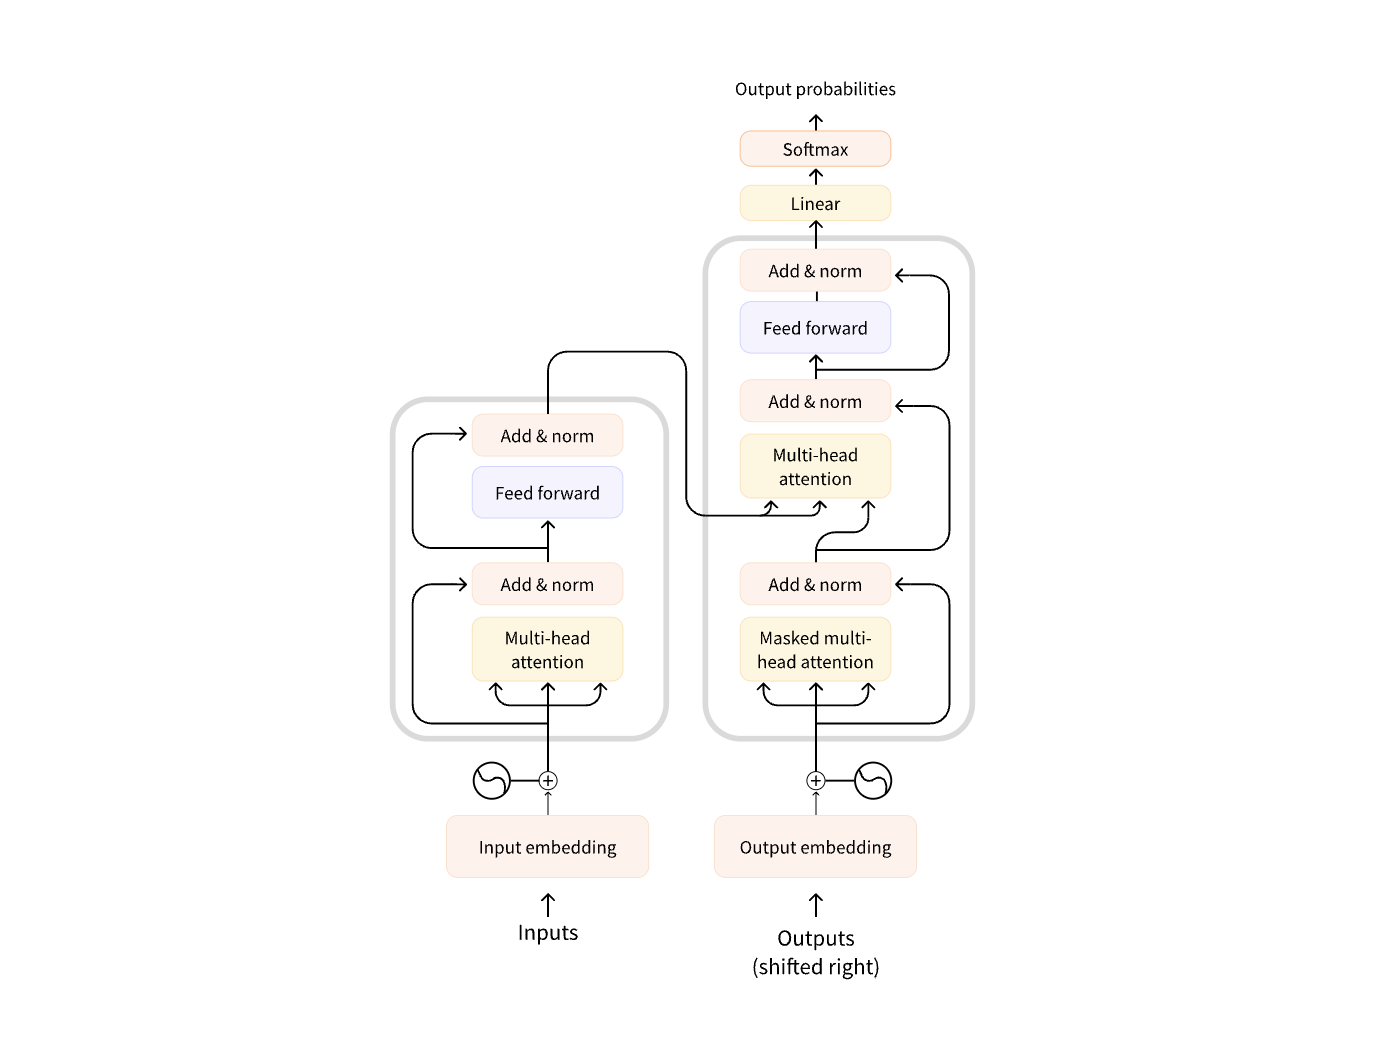 Output probabilities
Softmax
Linear
Add & norm
Feed forward
Add & norm
Multi-head
attention
Add & norm
Masked multi-
head attention
Output embedding
Outputs
(shifted right)
Add & norm
Feed forward
Add & norm
Multi-head
attention
Input embedding
Inputs